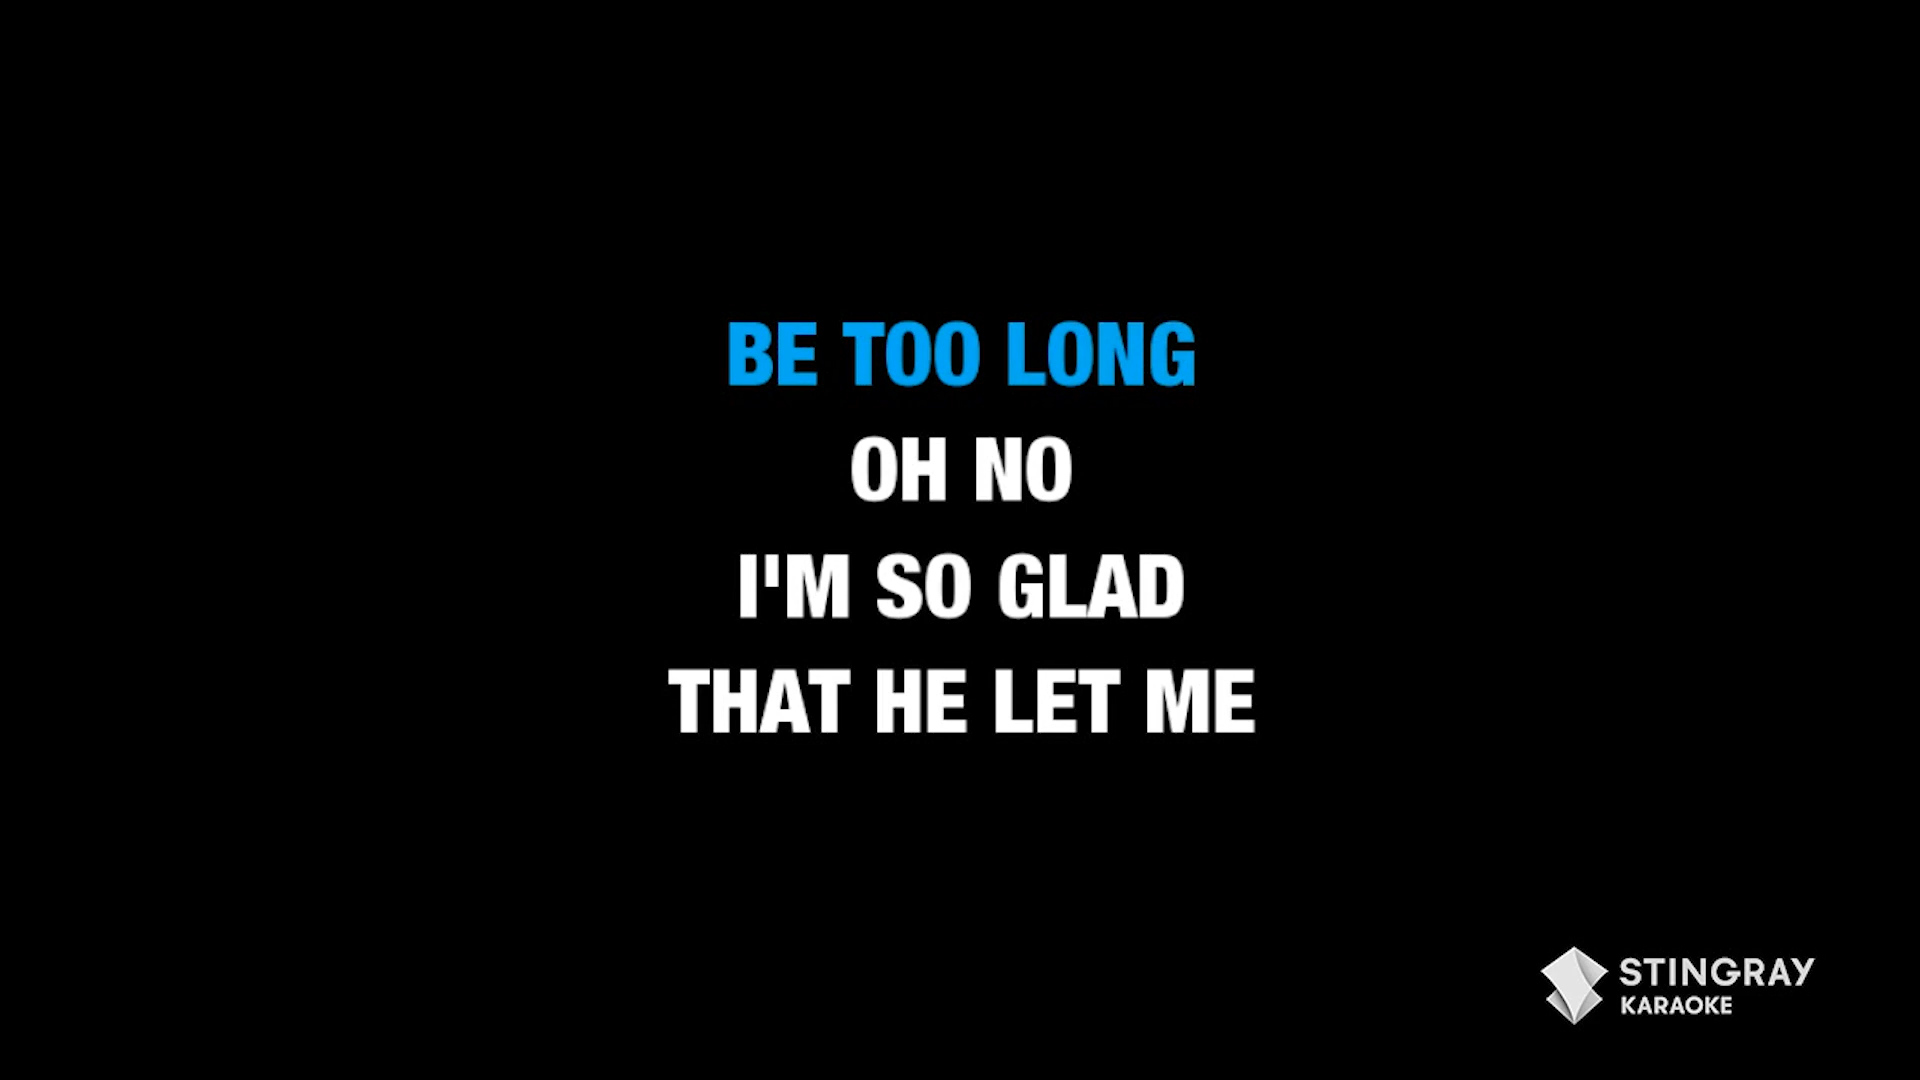 BE TOO LONG
OH NO
I'M SO GLAD
THAT HE LET ME
STINGRAY
KARAOKE